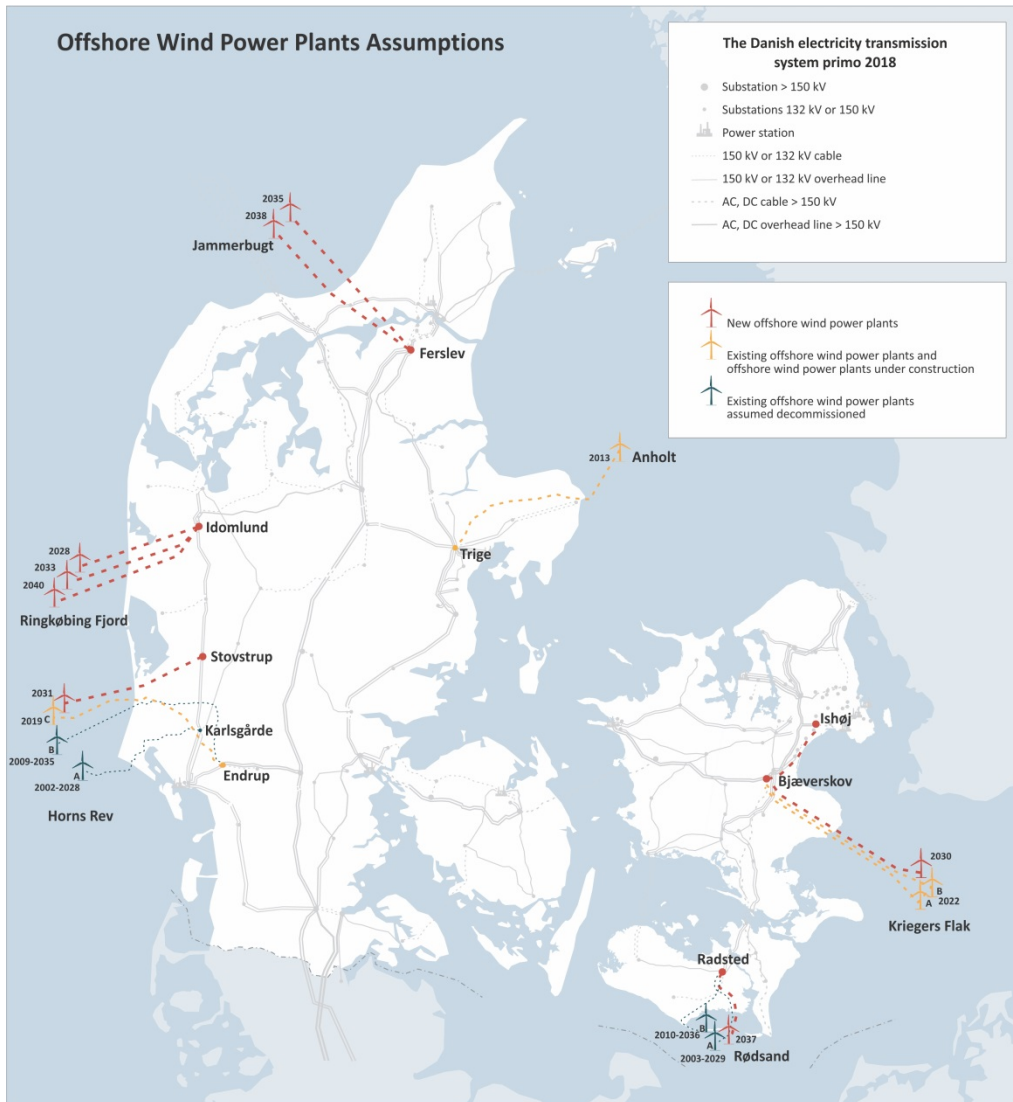 Offshore Wind Power Plants Assumptions
The Danish electricity transmission
system primo 2018
Substation > 150 kV
Substations 132 kV or 150 kV
Power station
150 kV or 132 kV cable
150 kV or 132 kV overhead line
AC, DC cable > 150 kV
AC, DC overhead line > 150 kV
New offshore wind power plants
Existing offshore wind power plants and
offshore wind power plants under construction
Existing offshore wind power plants
assumed decommissioned
2035
2038
Jammerbugt
Ferslev
2013
Anholt
Idomlund
Trige
2028
2033
2040
Ringkøbing Fjord
Stovstrup
2031
2019
C
Karlsgårde
B
2009-2035
Endrup
A
2002-2028
Horns Rev
Ishøj
Bjæverskov
2030
B
A
2022
Kriegers Flak
Radsted
B
2010-2036
A
2037
2003-2029
Rødsand